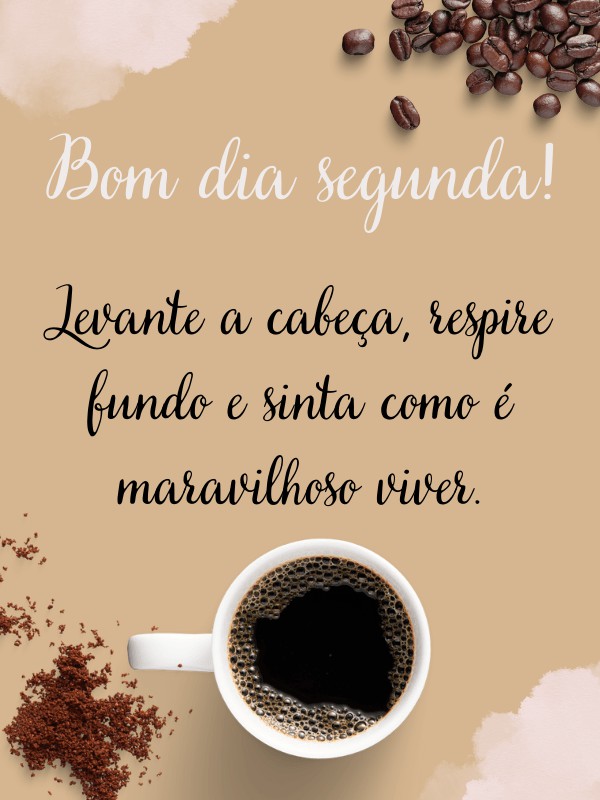 Bom dia segunda!
Levante a cabeça, respire
fundo e sinta como é
maravilhoso viver.